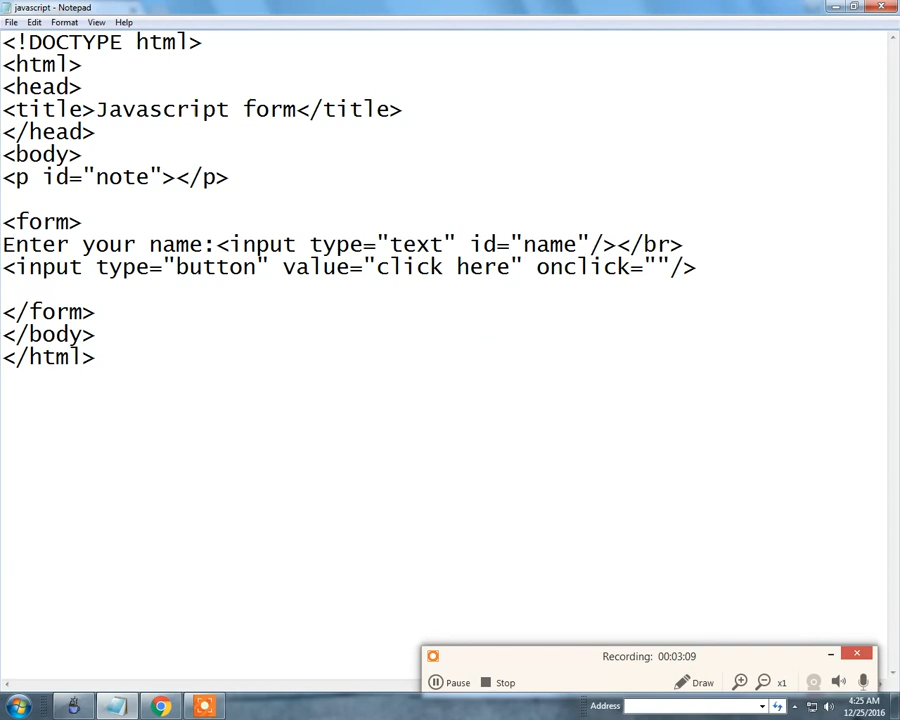 javascript - Notepad
File Edit Format View Help
<!DOCTYPE html>
<html>
<head>
<title>Javascript form</title>
</head>
<body>
<p id="note"></p>
<form>
Enter your name:<input type="text" id="name"/></br>
<input type="button" value="click here" onclick=""/>
</form>
</body>
</html>
Recording: 00:03:09
Pause Stop Draw x1
Address
4:25 AM
12/25/2016